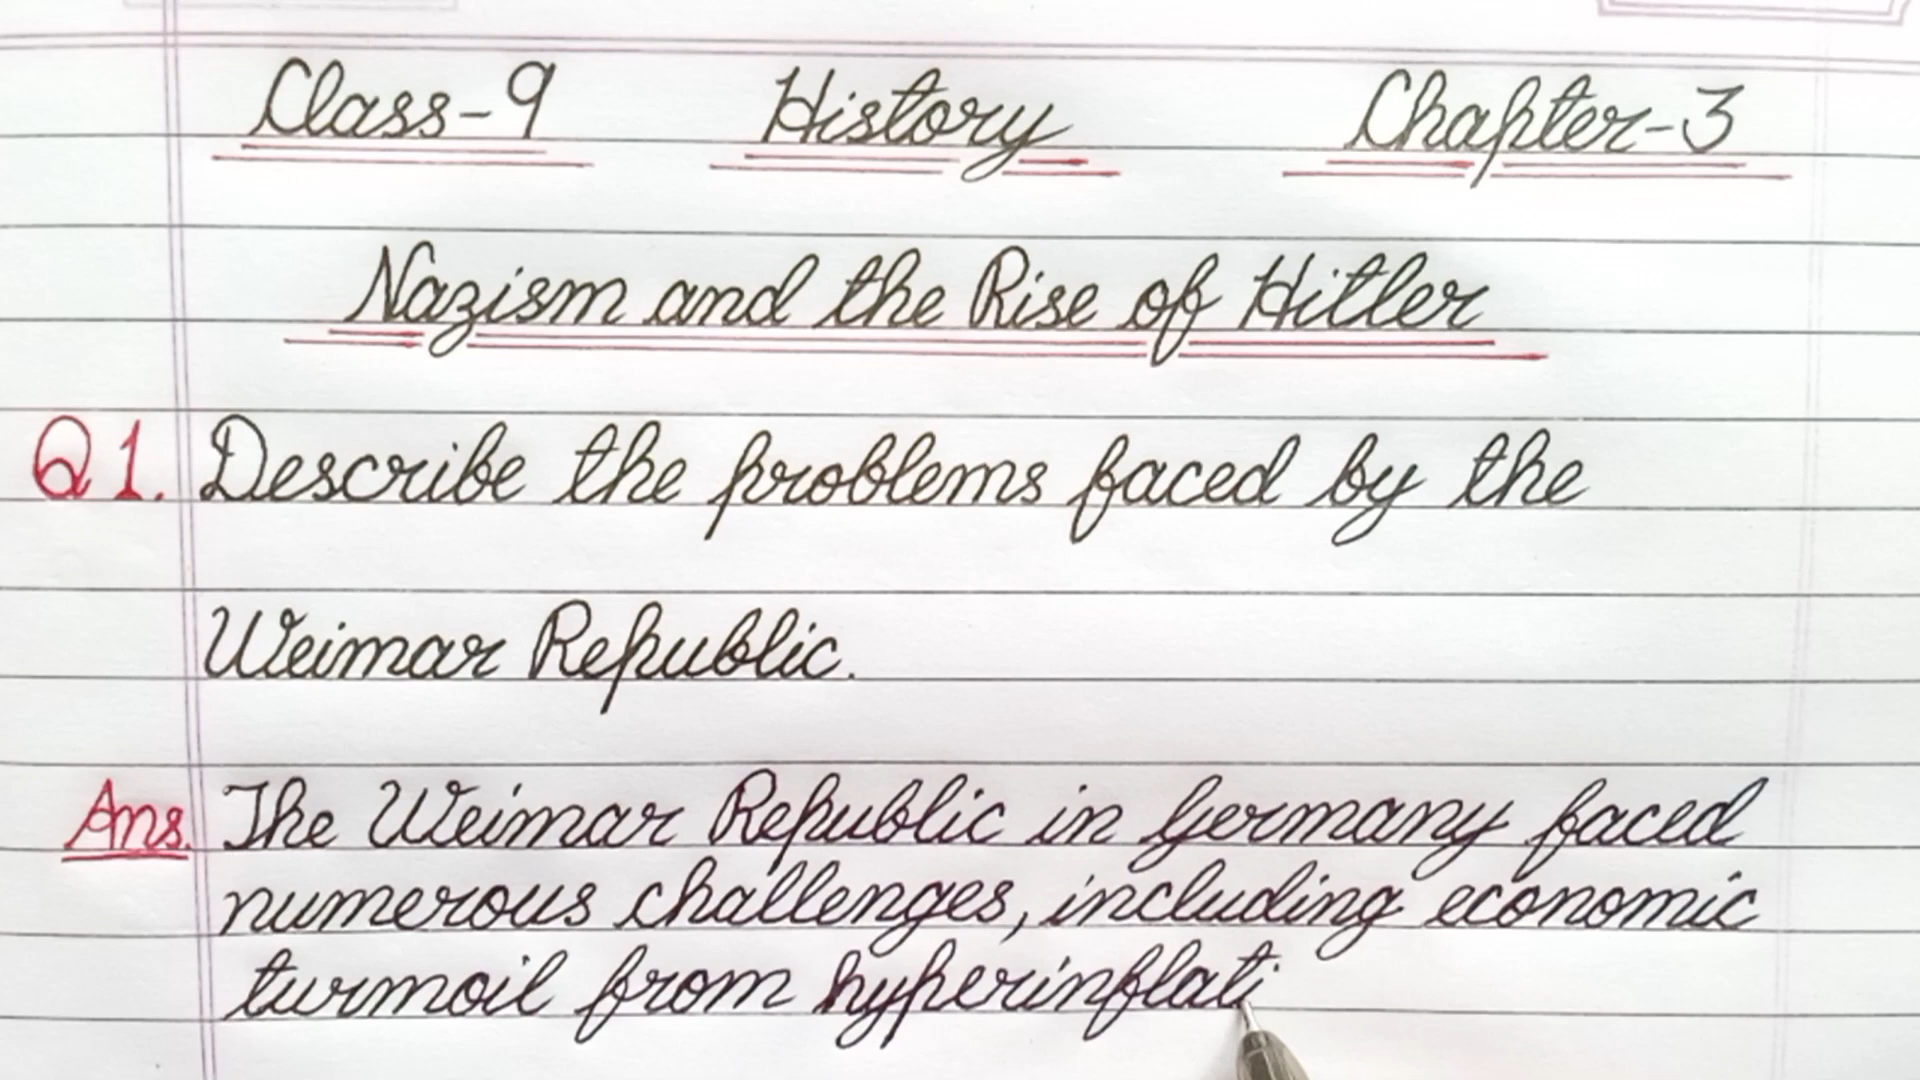 Class-9 History Chapter-3
Nazism and the Rise of Hitler
Q1. Describe the problems faced by the
Weimar Republic.
Ans. The Weimar Republic in Germany faced
numerous challenges, including economic
turmoil from hyperinflati